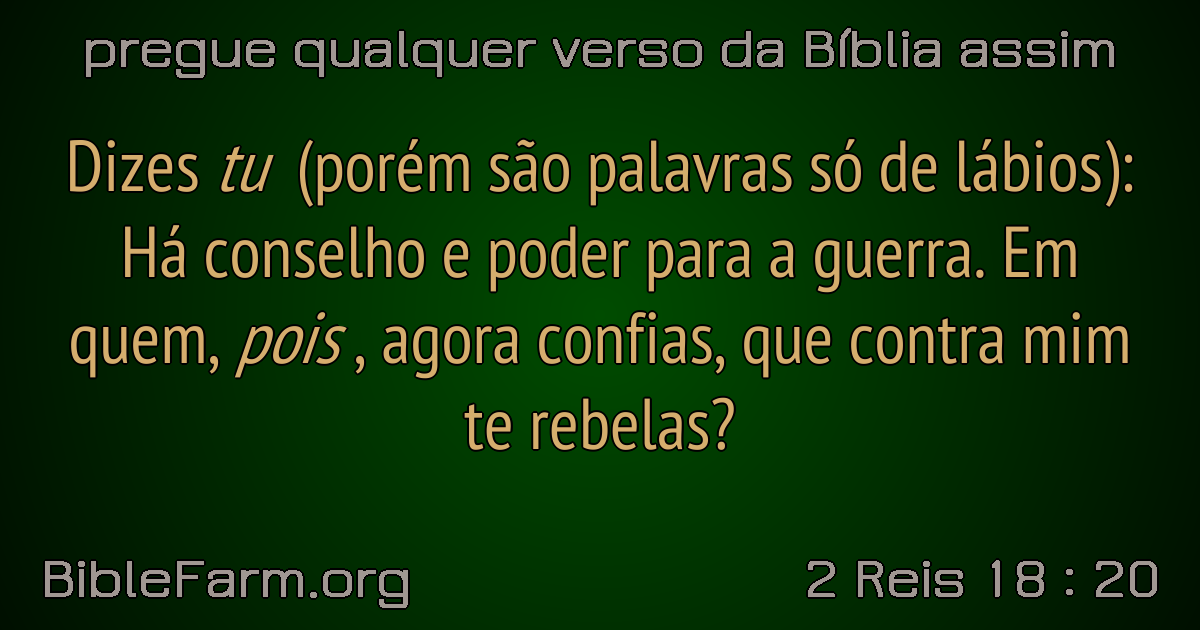 pregue qualquer verso da Bíblia assim
Dizes tu (porém são palavras só de lábios):
Há conselho e poder para a guerra. Em
quem, pois, agora confias, que contra mim
te rebelas?
BibleFarm.org
2 Reis 18 : 20